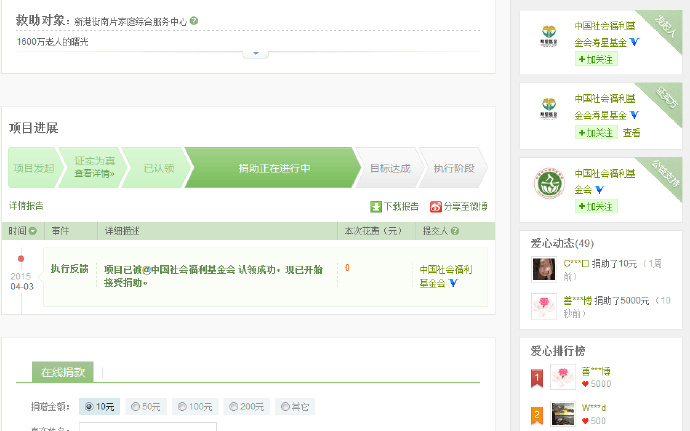 救助对象: 新港街南片家庭综合服务中心
1600万老人的曙光
项目进展
项目发起
证实为真
查看详情»
已认领
捐助正在进行中
目标达成
执行阶段
详情报告
下载报告
分享至微博
时间
事件
详细描述
本次花费（元）
提交人
2015
04-03
执行反馈
项目已被@中国社会福利基金会 认领成功，现已开始
接受捐助。
0
中国社会福利
基金会
在线捐款
捐赠金额:
10元
50元
100元
200元
其它
中国社会福利基
金会寿星基金
+加关注
发起人
中国社会福利基
金会寿星基金
+加关注
查看
证实方
中国社会福利基
金会
+加关注
公益支持
爱心动态(49)
C***口 捐助了10元 （1周
前）
善***博 捐助了5000元 （10
秒前）
爱心排行榜
1
善***博
5000
2
W***d
500